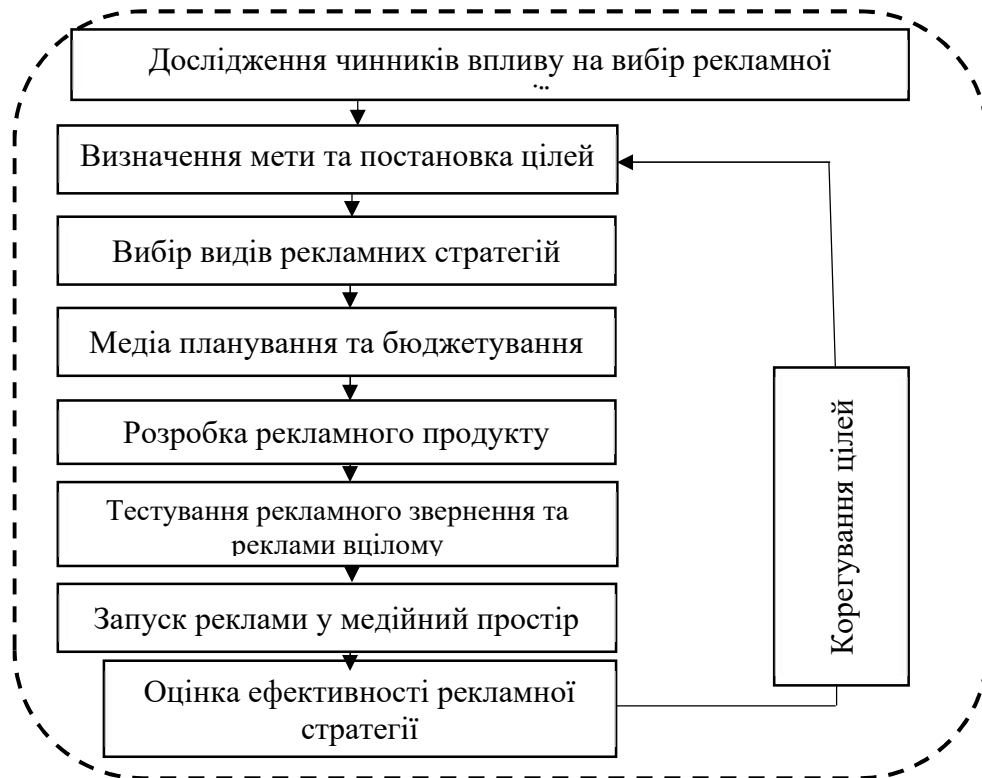 Дослідження чинників впливу на вибір рекламної
Визначення мети та постановка цілей
Вибір видів рекламних стратегій
Медіа планування та бюджетування
Розробка рекламного продукту
Тестування рекламного звернення та
реклами вцілому
Запуск реклами у медійний простір
Оцінка ефективності рекламної
стратегії
Корегування цілей